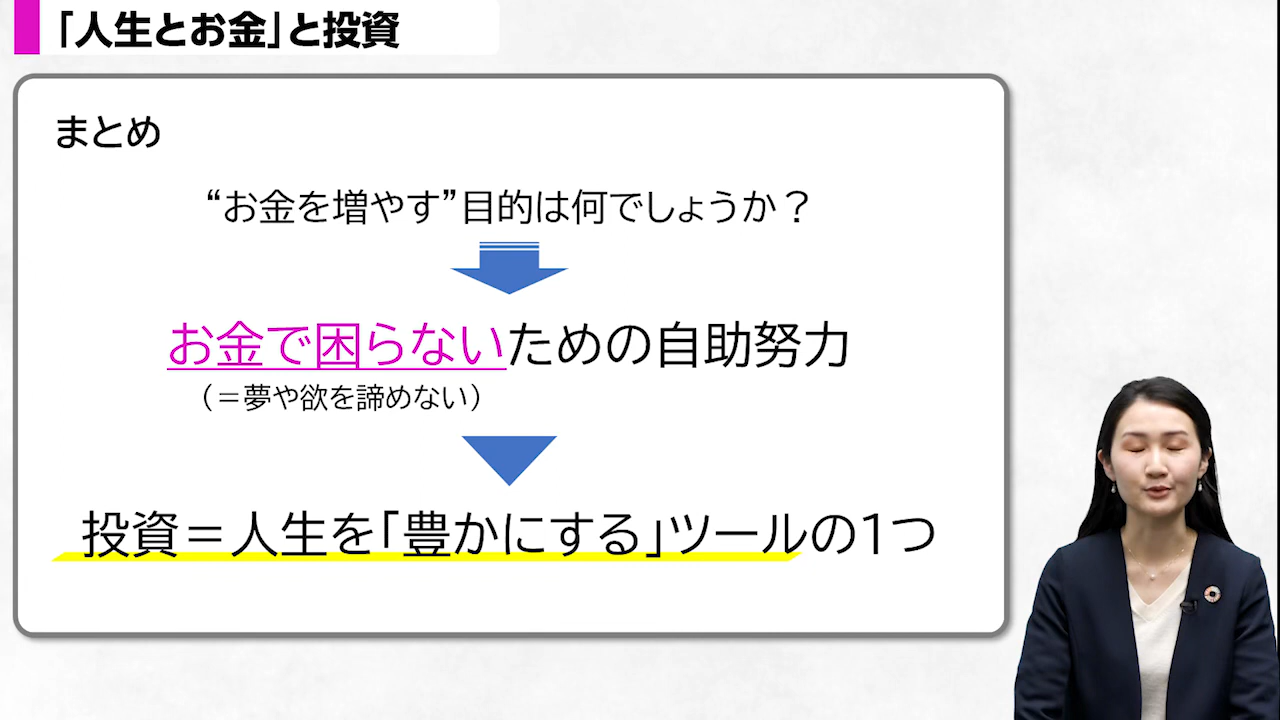 「人生とお金」と投資
まとめ
“お金を増やす”目的は何でしょうか？
お金で困らないための自助努力
（＝夢や欲を諦めない）
投資＝人生を「豊かにする」ツールの1つ